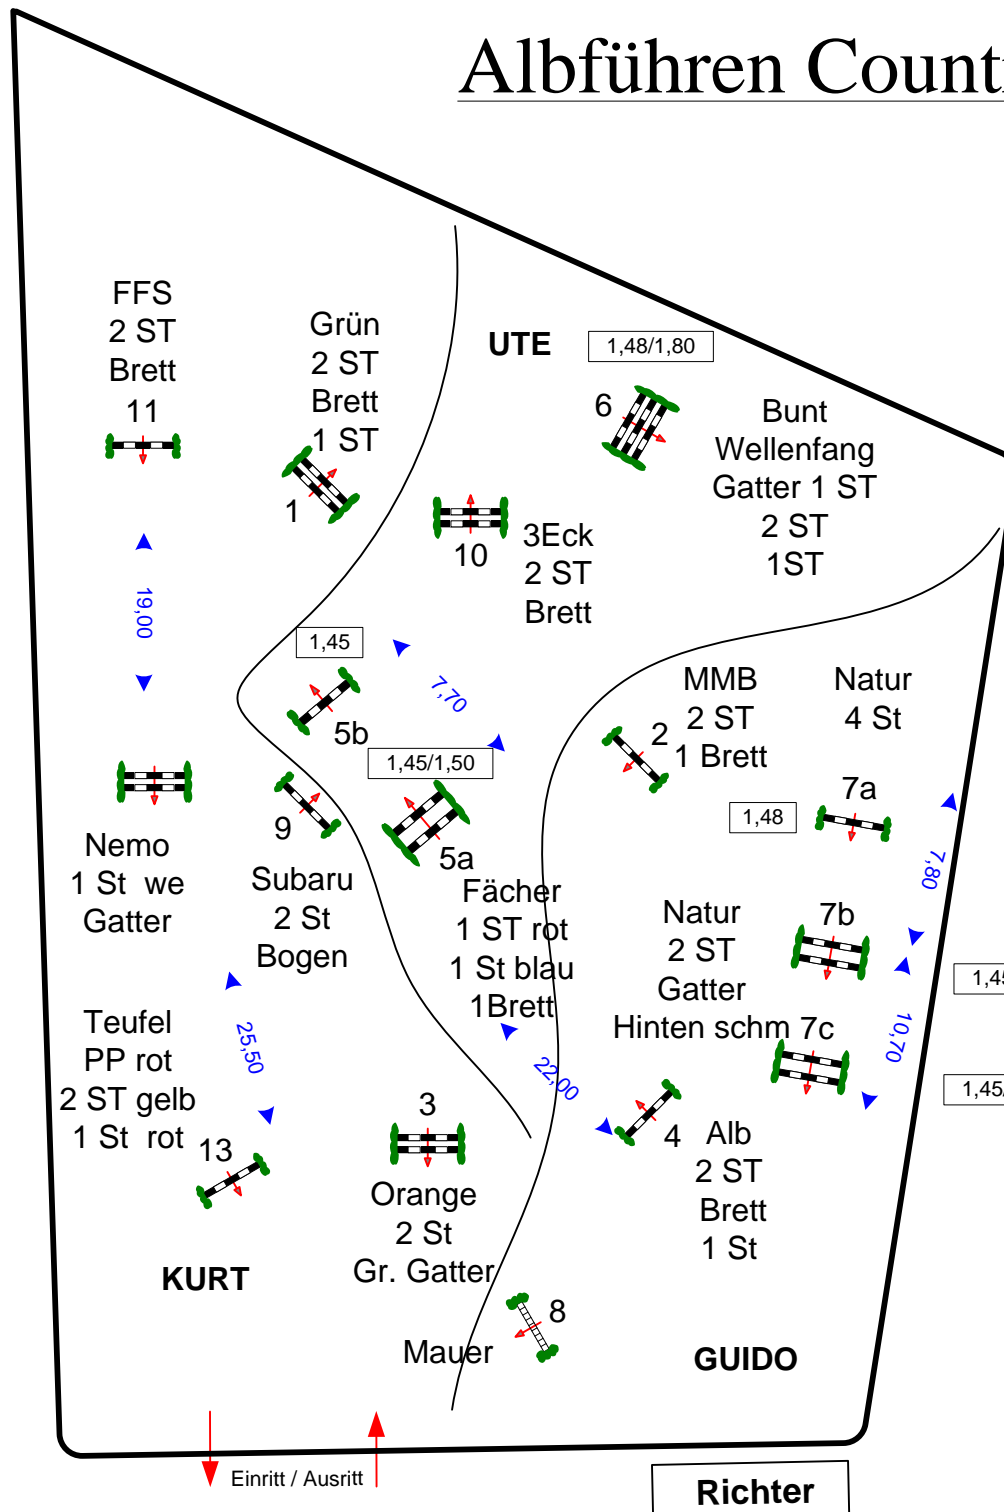 Albführen
FFS
2 ST
Brett
11
Grün
2 ST
Brett
1 ST
1
UTE
1,48/1,80
6
Bunt
Wellenfang
Gatter 1 ST
2 ST
1ST
10
3Eck
2 ST
Brett
19,00
1,45
5b
7,70
1,45/1,50
5a
MMB
2 ST
1 Brett
2
Natur
4 St
7a
1,48
7,80
Nemo
1 St we
Gatter
9
Subaru
2 St
Bogen
Fächer
1 ST rot
1 St blau
1Brett
Natur
2 ST
Gatter
Hinten schm
7b
7c
10,70
25,50
22,00
Teufel
PP rot
2 ST gelb
1 St rot
13
3
Orange
2 St
Gr. Gatter
4
Alb
2 ST
Brett
1 St
KURT
8
Mauer
GUIDO
Einritt / Ausritt
Richter